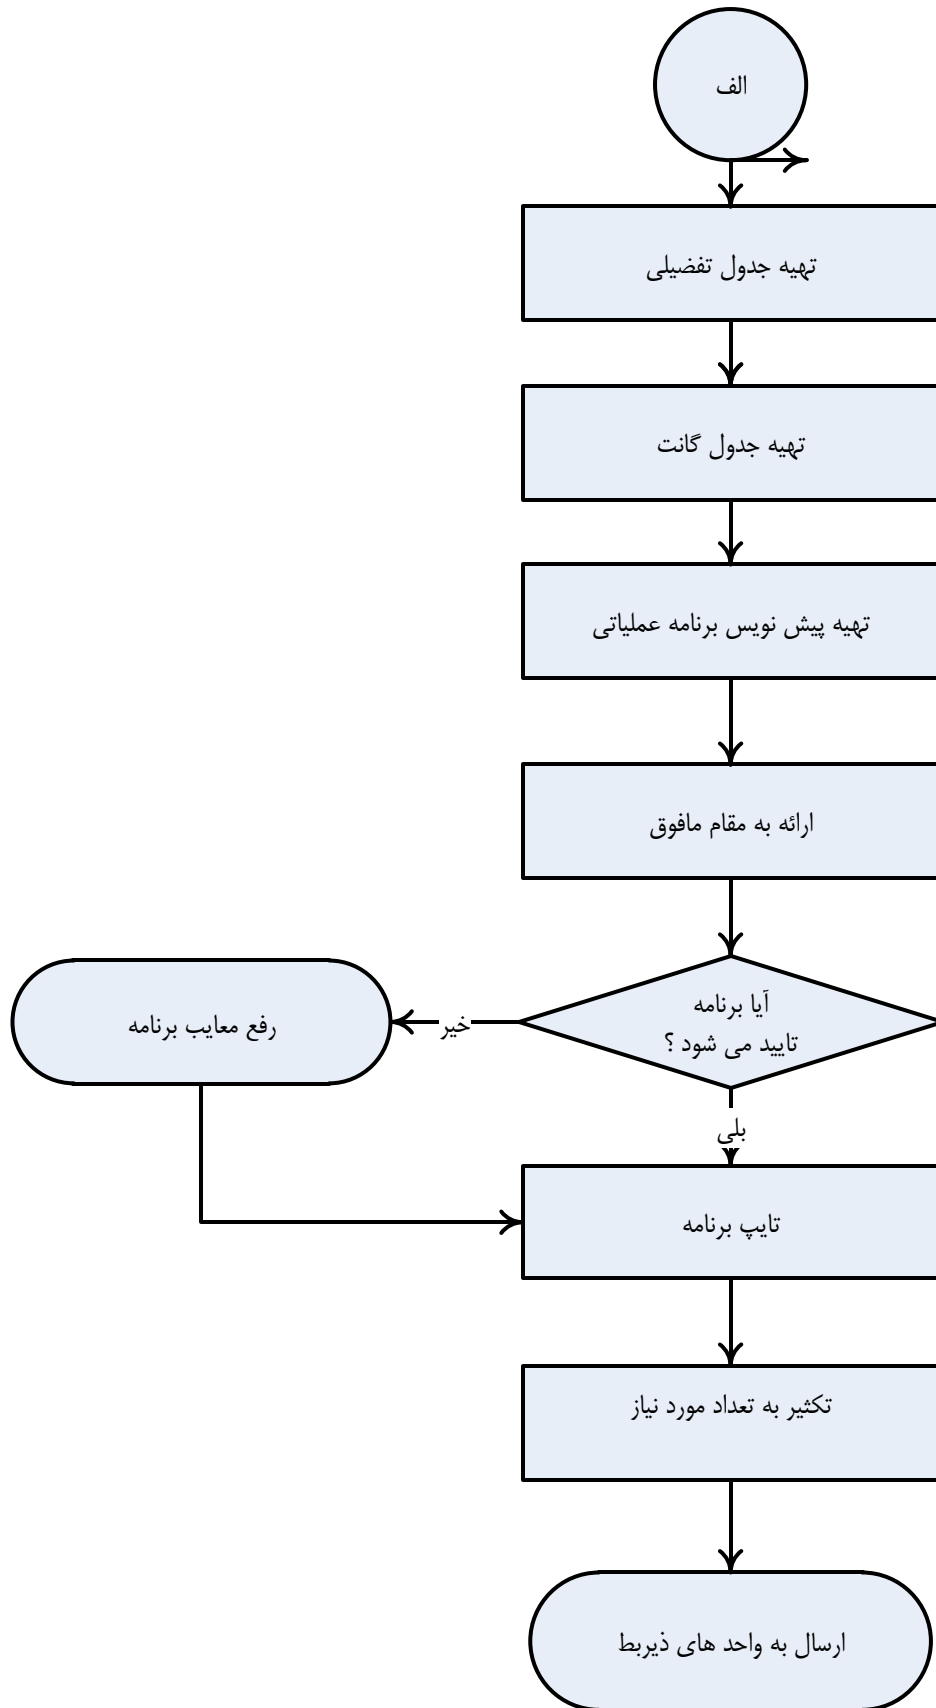 الف
تهیه جدول تفضیلی
تهیه جدول گانت
تهیه پیش نویس برنامه عملیاتی
ارائه به مقام مافوق
آیا برنامه
تایید می شود ؟
خیر
رفع معایب برنامه
بلی
تایپ برنامه
تکثیر به تعداد مورد نیاز
ارسال به واحد های ذیربط